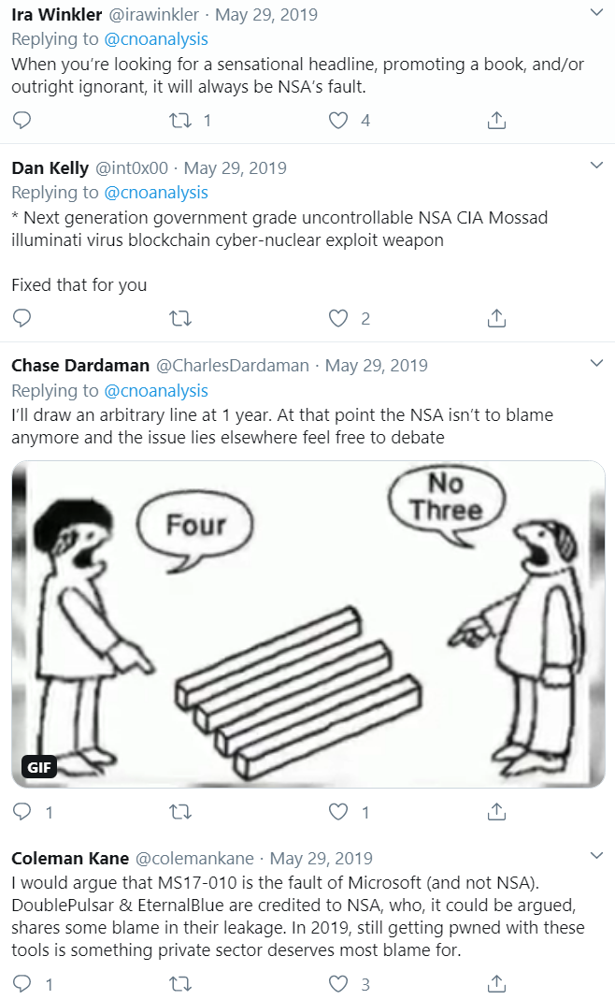 Ira Winkler @irawinkler · May 29, 2019
Replying to @cnoanalysis
When you’re looking for a sensational headline, promoting a book, and/or
outright ignorant, it will always be NSA’s fault.
1 4
Dan Kelly @int0x00 · May 29, 2019
Replying to @cnoanalysis
* Next generation government grade uncontrollable NSA CIA Mossad
illuminati virus blockchain cyber-nuclear exploit weapon
Fixed that for you
2
Chase Dardaman @CharlesDardaman · May 29, 2019
Replying to @cnoanalysis
I’ll draw an arbitrary line at 1 year. At that point the NSA isn’t to blame
anymore and the issue lies elsewhere feel free to debate
Four
No
Three
GIF
1 1
Coleman Kane @colemankane · May 29, 2019
I would argue that MS17-010 is the fault of Microsoft (and not NSA).
DoublePulsar & EternalBlue are credited to NSA, who, it could be argued,
shares some blame in their leakage. In 2019, still getting pwned with these
tools is something private sector deserves most blame for.
1 3